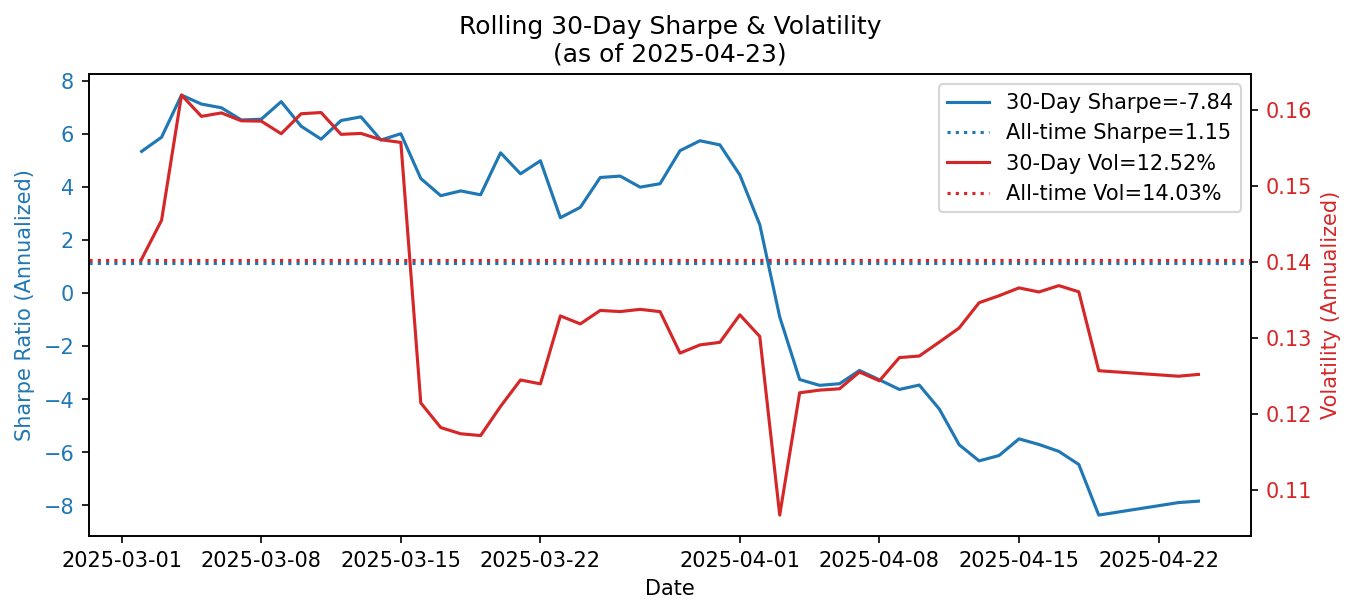 Rolling 30-Day Sharpe & Volatility
(as of 2025-04-23)
30-Day Sharpe=-7.84
All-time Sharpe=1.15
30-Day Vol=12.52%
All-time Vol=14.03%
Sharpe Ratio (Annualized)
8
6
4
2
0
−2
−4
−6
−8
0.16
0.15
0.14
0.13
0.12
0.11
Volatility (Annualized)
2025-03-01 2025-03-08 2025-03-15 2025-03-22 2025-04-01 2025-04-08 2025-04-15 2025-04-22
Date